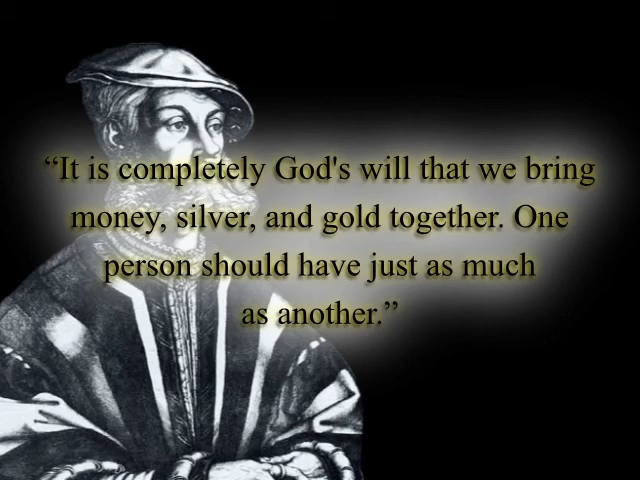 “It is completely God's will that we bring
money, silver, and gold together. One
person should have just as much
as another.”